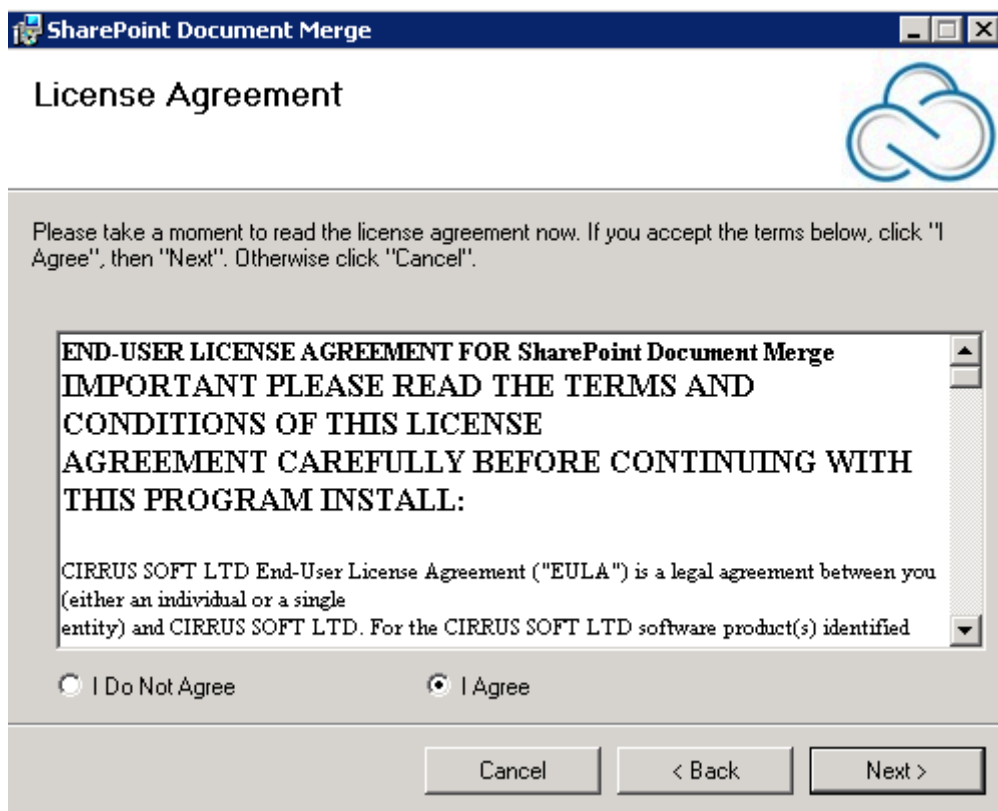 SharePoint Document Merge
License Agreement
Please take a moment to read the license agreement now. If you accept the terms below, click "I
Agree", then "Next". Otherwise click "Cancel".
END-USER LICENSE AGREEMENT FOR SharePoint Document Merge
IMPORTANT PLEASE READ THE TERMS AND
CONDITIONS OF THIS LICENSE
AGREEMENT CAREFULLY BEFORE CONTINUING WITH
THIS PROGRAM INSTALL:
CIRRUS SOFT LTD End-User License Agreement ("EULA") is a legal agreement between you
(either an individual or a single
entity) and CIRRUS SOFT LTD. For the CIRRUS SOFT LTD software product(s) identified
I Do Not Agree
I Agree
Cancel
< Back
Next >